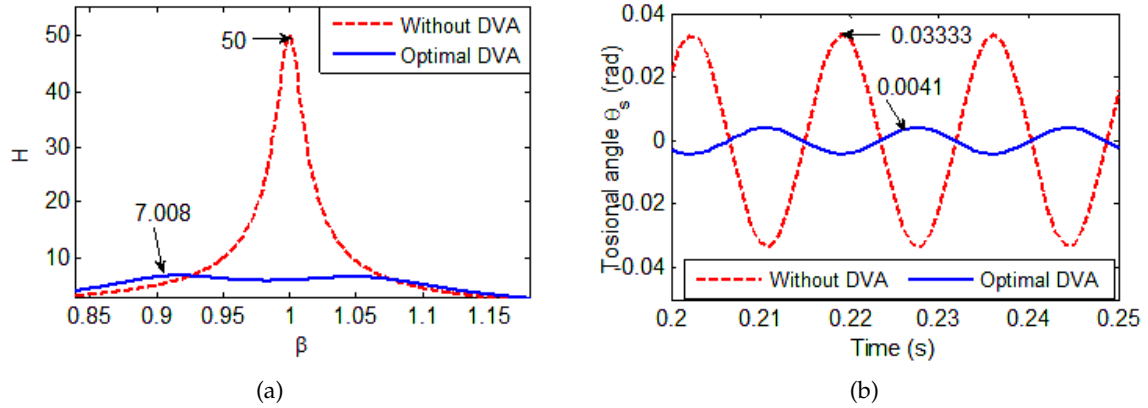 50
40
30
20
10
H
0.85 0.9 0.95 1 1.05 1.1 1.15
β
50
7.008
Without DVA
Optimal DVA
(a)
0.04
0.02
0
-0.02
-0.04
Tosional angle θ_s (rad)
0.2 0.21 0.22 0.23 0.24 0.25
Time (s)
0.03333
0.0041
Without DVA
Optimal DVA
(b)